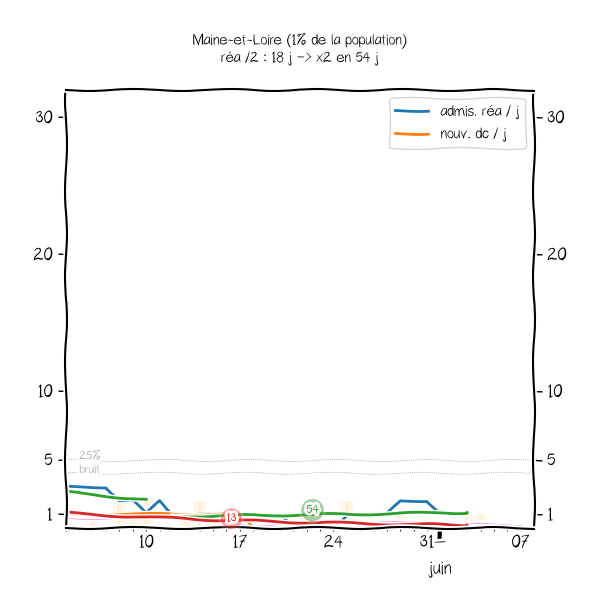 Maine-et-Loire (1% de la population)
réa /2 : 18 j -> x2 en 54 j
admis. réa / j
nouv. dc / j
30 30
20 20
10 10
5 5
25%
bruit
1 1
13
54
10 17 24 31 07
juin